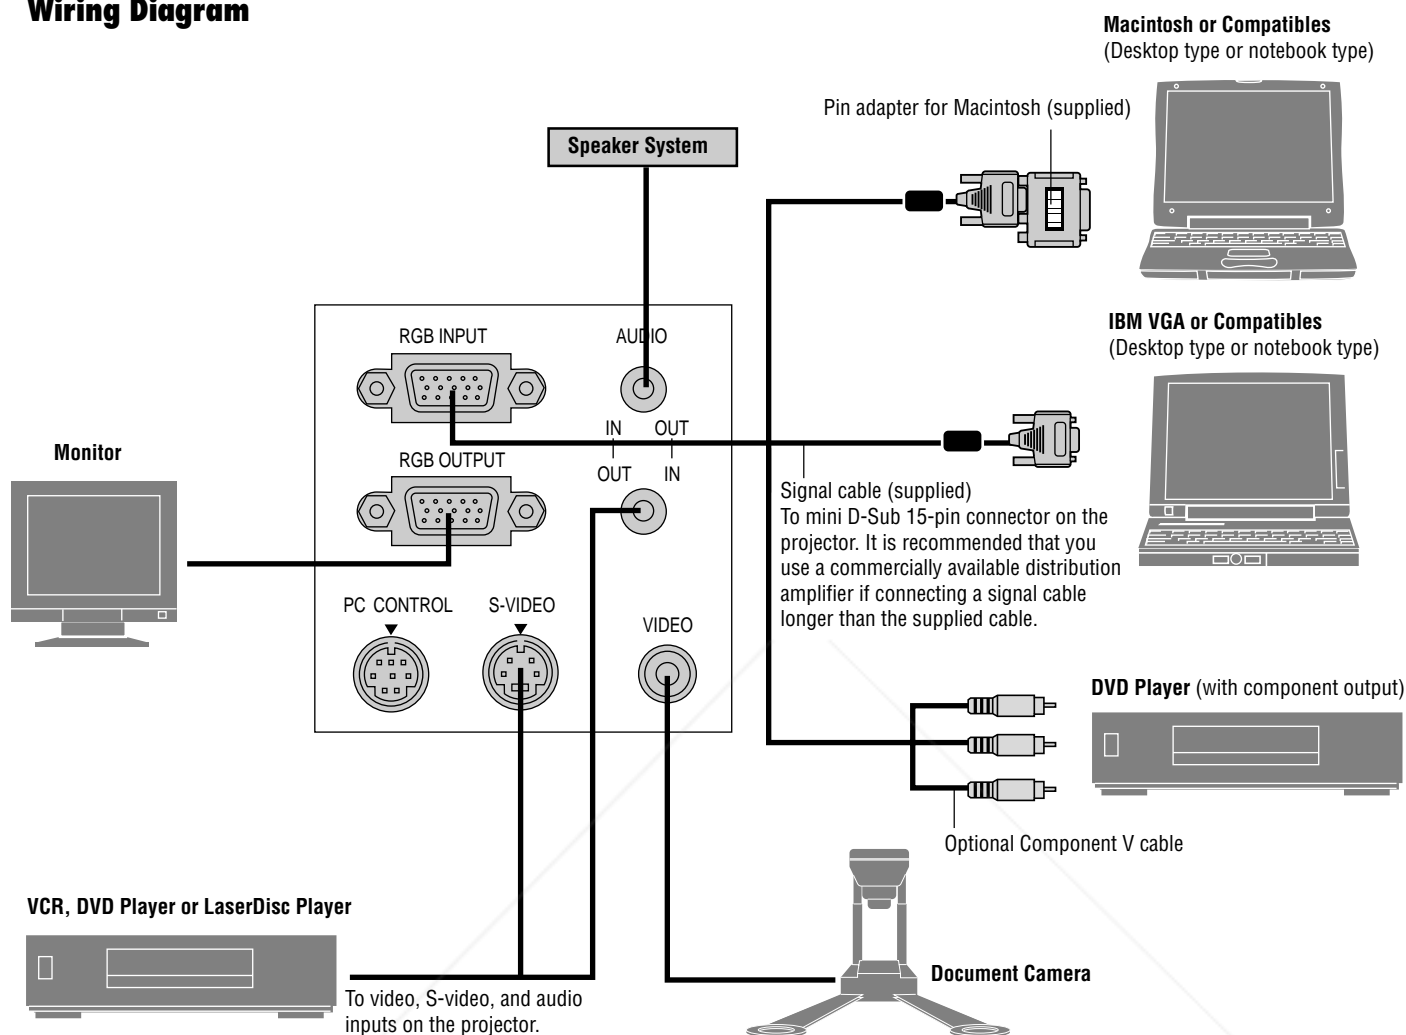 Wiring Diagram
Macintosh or Compatibles
(Desktop type or notebook type)
Pin adapter for Macintosh (supplied)
Speaker System
IBM VGA or Compatibles
(Desktop type or notebook type)
RGB INPUT
AUDIO
IN OUT
Monitor
RGB OUTPUT
OUT IN
Signal cable (supplied)
To mini D-Sub 15-pin connector on the
projector. It is recommended that you
use a commercially available distribution
amplifier if connecting a signal cable
longer than the supplied cable.
PC CONTROL
S-VIDEO
VIDEO
DVD Player (with component output)
Optional Component V cable
VCR, DVD Player or LaserDisc Player
Document Camera
To video, S-video, and audio
inputs on the projector.